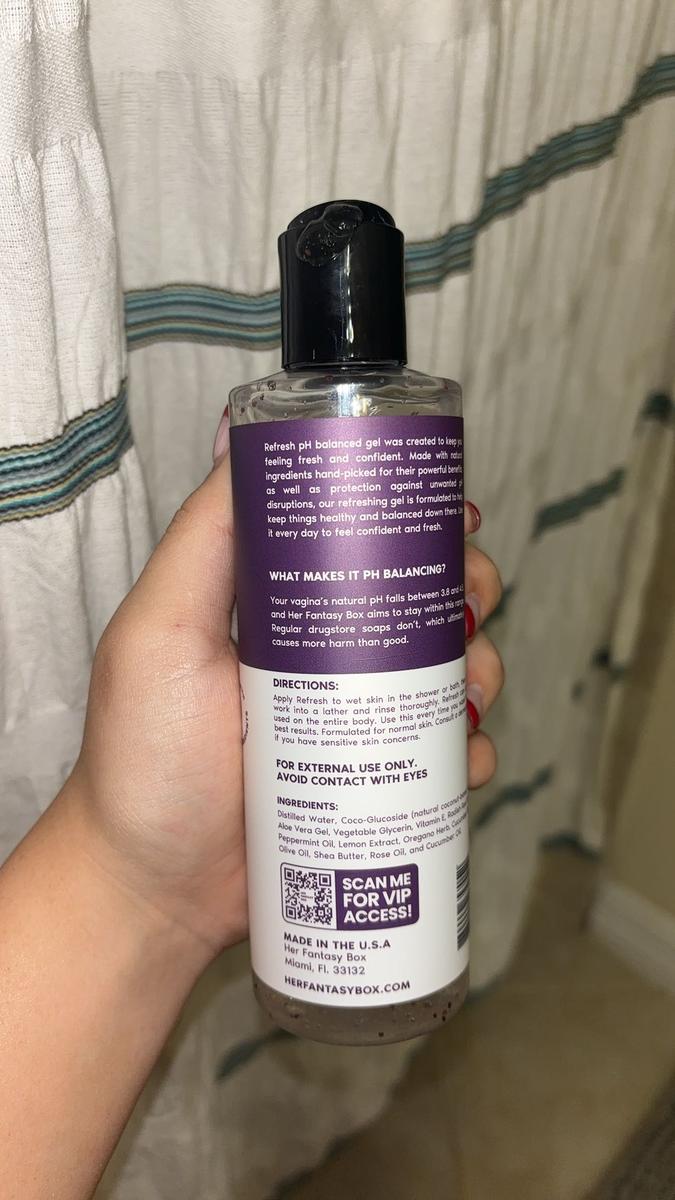 Refresh pH balanced gel was created to keep you
feeling fresh and confident. Made with natural
ingredients hand-picked for their powerful benefits,
as well as protection against unwanted pH
disruptions, our refreshing gel is formulated to help
keep things healthy and balanced down there. Use
it every day to feel confident and fresh.
WHAT MAKES IT PH BALANCING?
Your vagina's natural pH falls between 3.8 and
and Her Fantasy Box aims to stay within this range.
Regular drugstore soaps don't, which
causes more harm than good.
DIRECTIONS:
Apply Refresh to wet skin in the shower or bath,
work into a lather and rinse thoroughly. Refresh
used on the entire body. Use this every time you
best results. Formulated for normal skin. Consult a
if you have sensitive skin concerns.
FOR EXTERNAL USE ONLY.
AVOID CONTACT WITH EYES
INGREDIENTS:
Distilled Water, Coco-Glucoside (natural
Aloe Vera Gel, Vegetable Glycerin, Vitamin E,
Peppermint Oil, Lemon Extract, Oregano Herb,
Olive Oil, Shea Butter, Rose Oil, and Cucumber Oil.
SCAN ME
FOR VIP
ACCESS!
MADE IN THE U.S.A
Her Fantasy Box
Miami, Fl. 33132
HERFANTASYBOX.COM